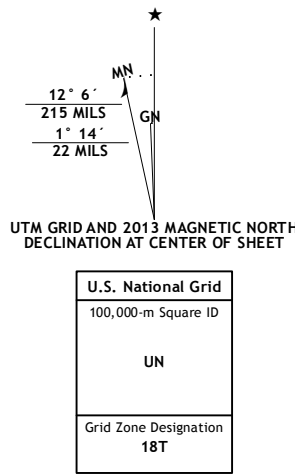 ★
MN
GN
12° 6´
215 MILS
1° 14´
22 MILS
UTM GRID AND 2013 MAGNETIC NORTH
DECLINATION AT CENTER OF SHEET
U.S. National Grid
100,000-m Square ID
UN
Grid Zone Designation
18T